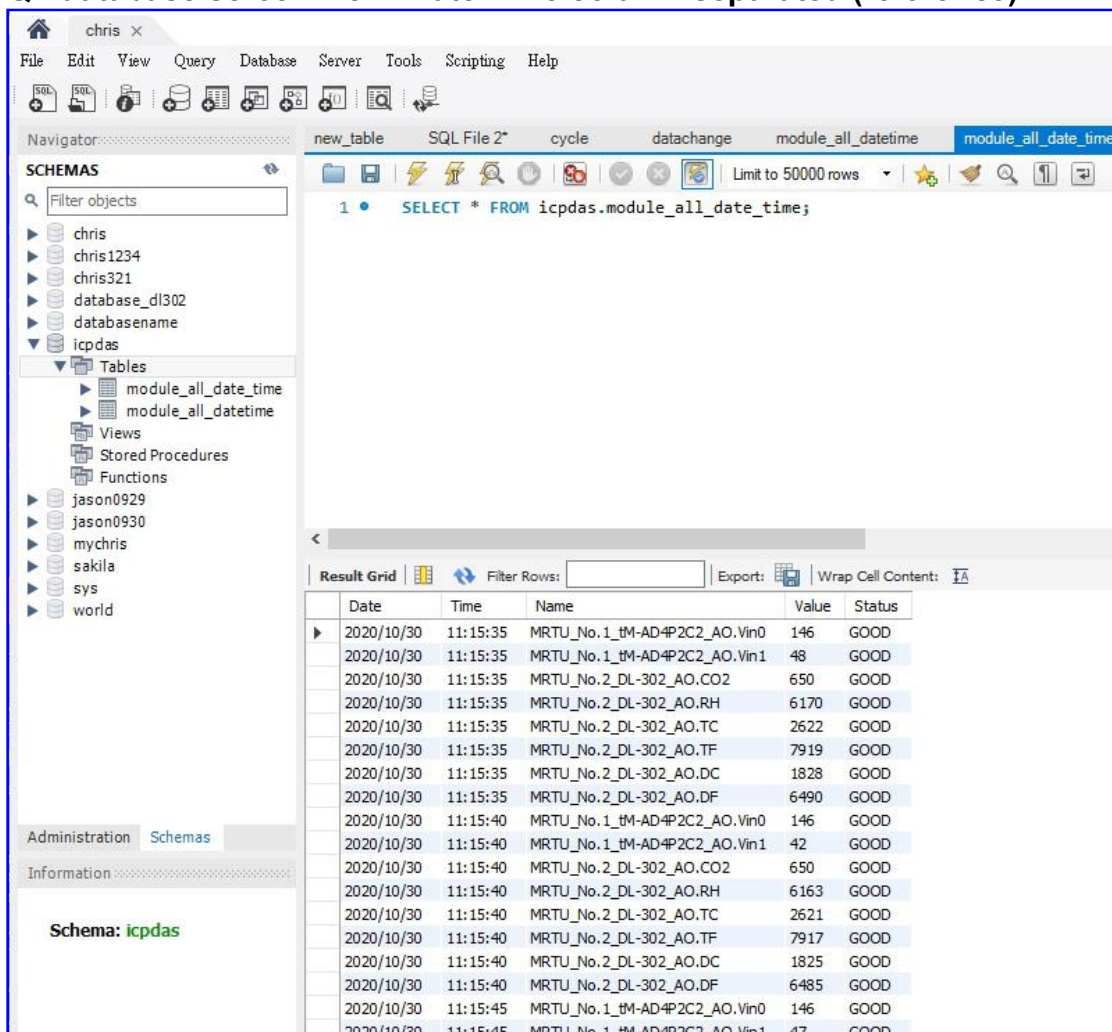 chris ×
File Edit View Query Database Server Tools Scripting Help
Navigator
SCHEMAS
Filter objects
chris
chris1234
chris321
database_dl302
databasename
icpdas
Tables
module_all_date_time
module_all_datetime
Views
Stored Procedures
Functions
jason0929
jason0930
mychris
sakila
sys
world
Administration Schemas
Information
Schema: icpdas
new_table SQL File 2* cycle datachange module_all_datetime module_all_date_time
Limit to 50000 rows
1 SELECT * FROM icpdas.module_all_date_time;
Result Grid Filter Rows: Export: Wrap Cell Content:
Date Time Name Value Status
2020/10/30 11:15:35 MRTU_No.1_tM-AD4P2C2_AO.Vin0 146 GOOD
2020/10/30 11:15:35 MRTU_No.1_tM-AD4P2C2_AO.Vin1 48 GOOD
2020/10/30 11:15:35 MRTU_No.2_DL-302_AO.CO2 650 GOOD
2020/10/30 11:15:35 MRTU_No.2_DL-302_AO.RH 6170 GOOD
2020/10/30 11:15:35 MRTU_No.2_DL-302_AO.TC 2622 GOOD
2020/10/30 11:15:35 MRTU_No.2_DL-302_AO.TF 7919 GOOD
2020/10/30 11:15:35 MRTU_No.2_DL-302_AO.DC 1828 GOOD
2020/10/30 11:15:35 MRTU_No.2_DL-302_AO.DF 6490 GOOD
2020/10/30 11:15:40 MRTU_No.1_tM-AD4P2C2_AO.Vin0 146 GOOD
2020/10/30 11:15:40 MRTU_No.1_tM-AD4P2C2_AO.Vin1 42 GOOD
2020/10/30 11:15:40 MRTU_No.2_DL-302_AO.CO2 650 GOOD
2020/10/30 11:15:40 MRTU_No.2_DL-302_AO.RH 6163 GOOD
2020/10/30 11:15:40 MRTU_No.2_DL-302_AO.TC 2621 GOOD
2020/10/30 11:15:40 MRTU_No.2_DL-302_AO.TF 7917 GOOD
2020/10/30 11:15:40 MRTU_No.2_DL-302_AO.DC 1825 GOOD
2020/10/30 11:15:40 MRTU_No.2_DL-302_AO.DF 6485 GOOD
2020/10/30 11:15:45 MRTU_No.1_tM-AD4P2C2_AO.Vin0 146 GOOD
2020/10/30 11:15:45 MRTU_No.1_tM-AD4P2C2_AO.Vin1 47 GOOD